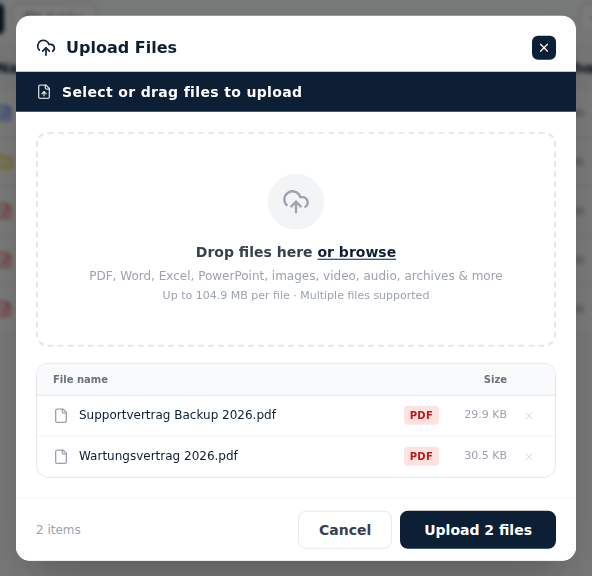 Upload Files
Select or drag files to upload
Drop files here or browse
PDF, Word, Excel, PowerPoint, images, video, audio, archives & more
Up to 104.9 MB per file · Multiple files supported
File name Size
Supportvertrag Backup 2026.pdf PDF 29.9 KB ×
Wartungsvertrag 2026.pdf PDF 30.5 KB ×
2 items Cancel Upload 2 files